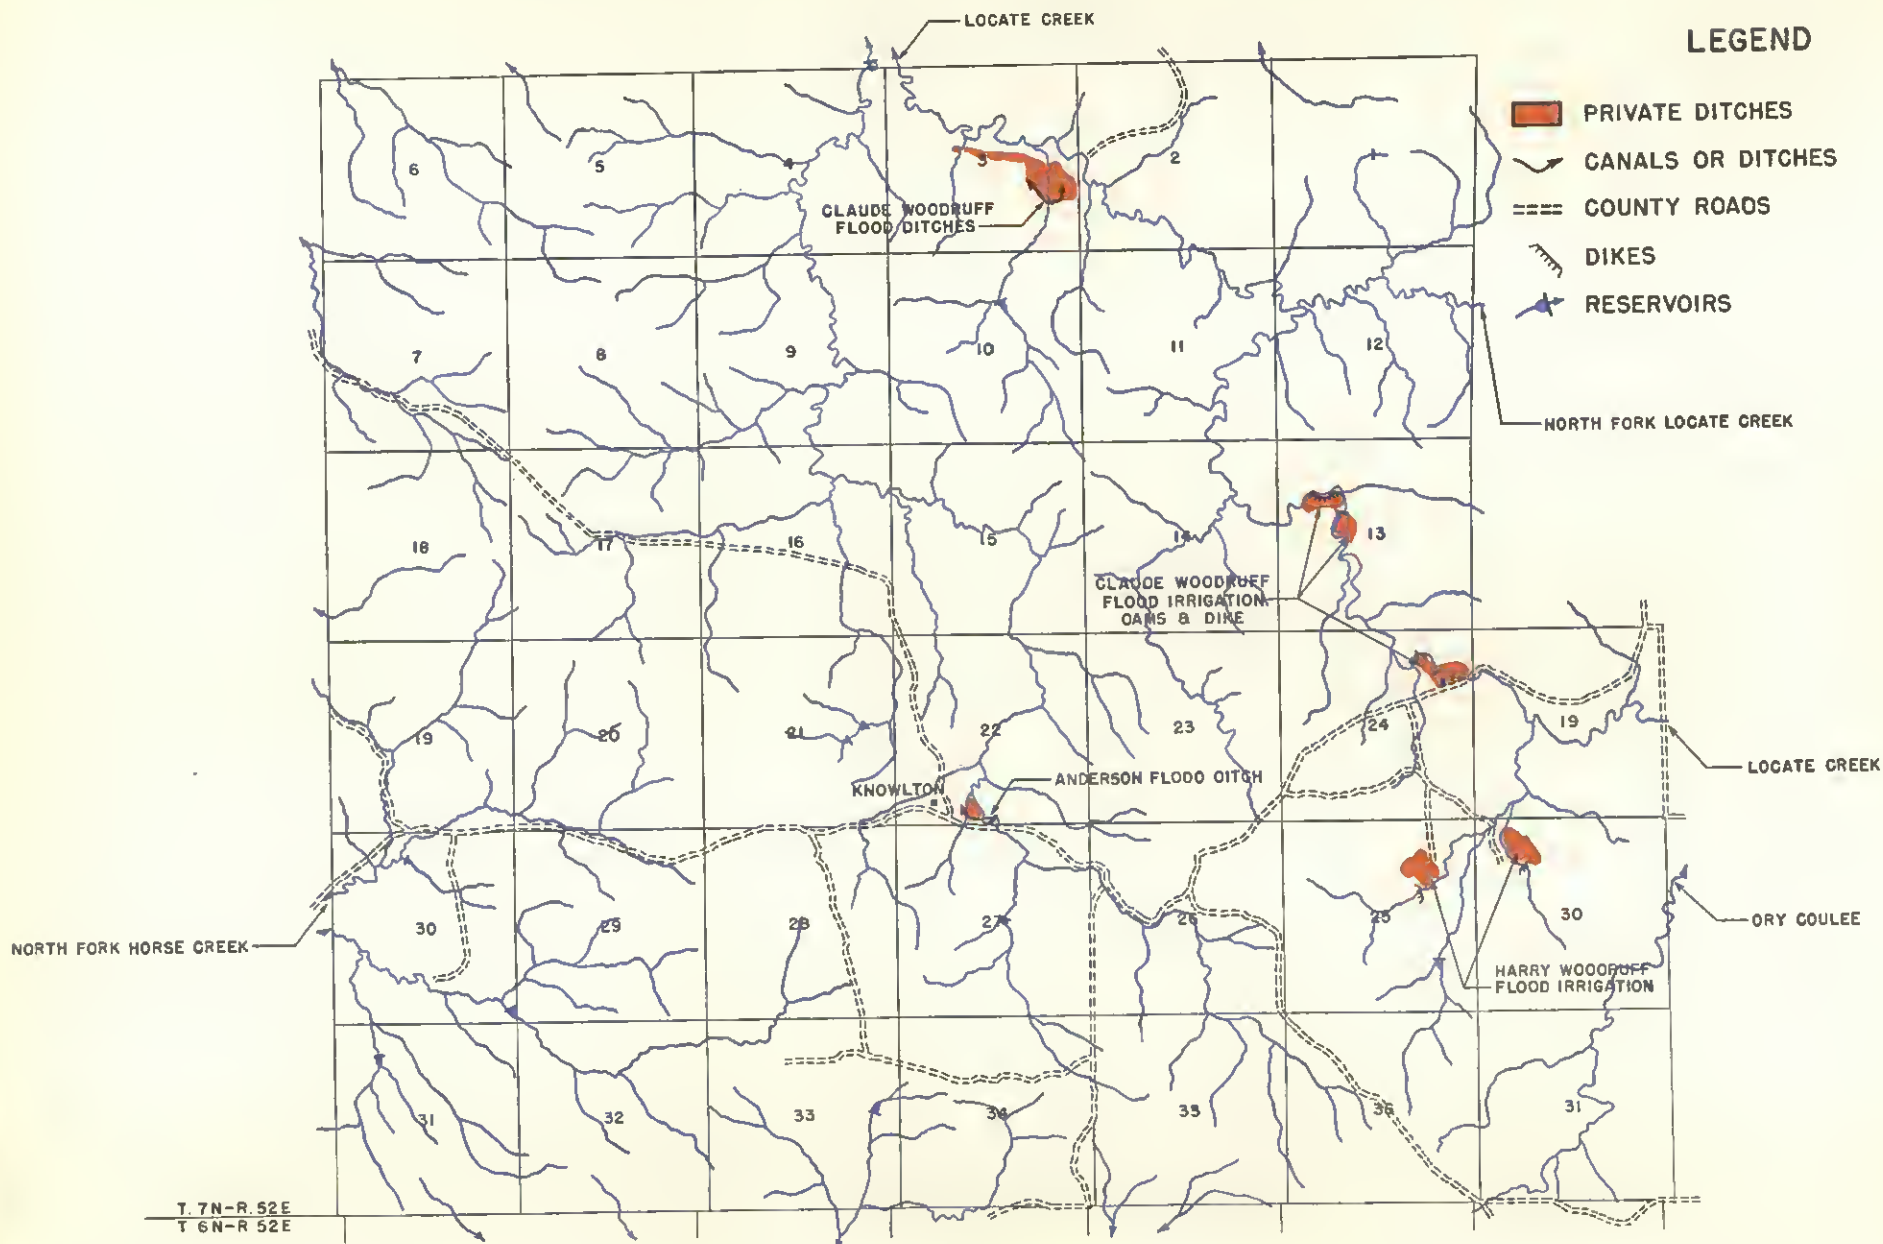 LOCATE CREEK
LEGEND
PRIVATE DITCHES
CANALS OR DITCHES
COUNTY ROADS
DIKES
RESERVOIRS
6
5
4
3
2
1
CLAUDE WOODRUFF
FLOOD DITCHES
7
8
9
10
11
12
NORTH FORK LOCATE CREEK
18
17
16
15
14
13
CLAUDE WOODRUFF
FLOOD IRRIGATION
DAMS & DIKE
19
20
21
22
23
24
19
LOCATE CREEK
KNOWLTON
ANDERSON FLOOD DITCH
30
29
28
27
26
25
30
NORTH FORK HORSE CREEK
DRY COULEE
HARRY WOODRUFF
FLOOD IRRIGATION
31
32
33
34
35
36
31
T. 7N-R. 52E
T 6N-R 52E